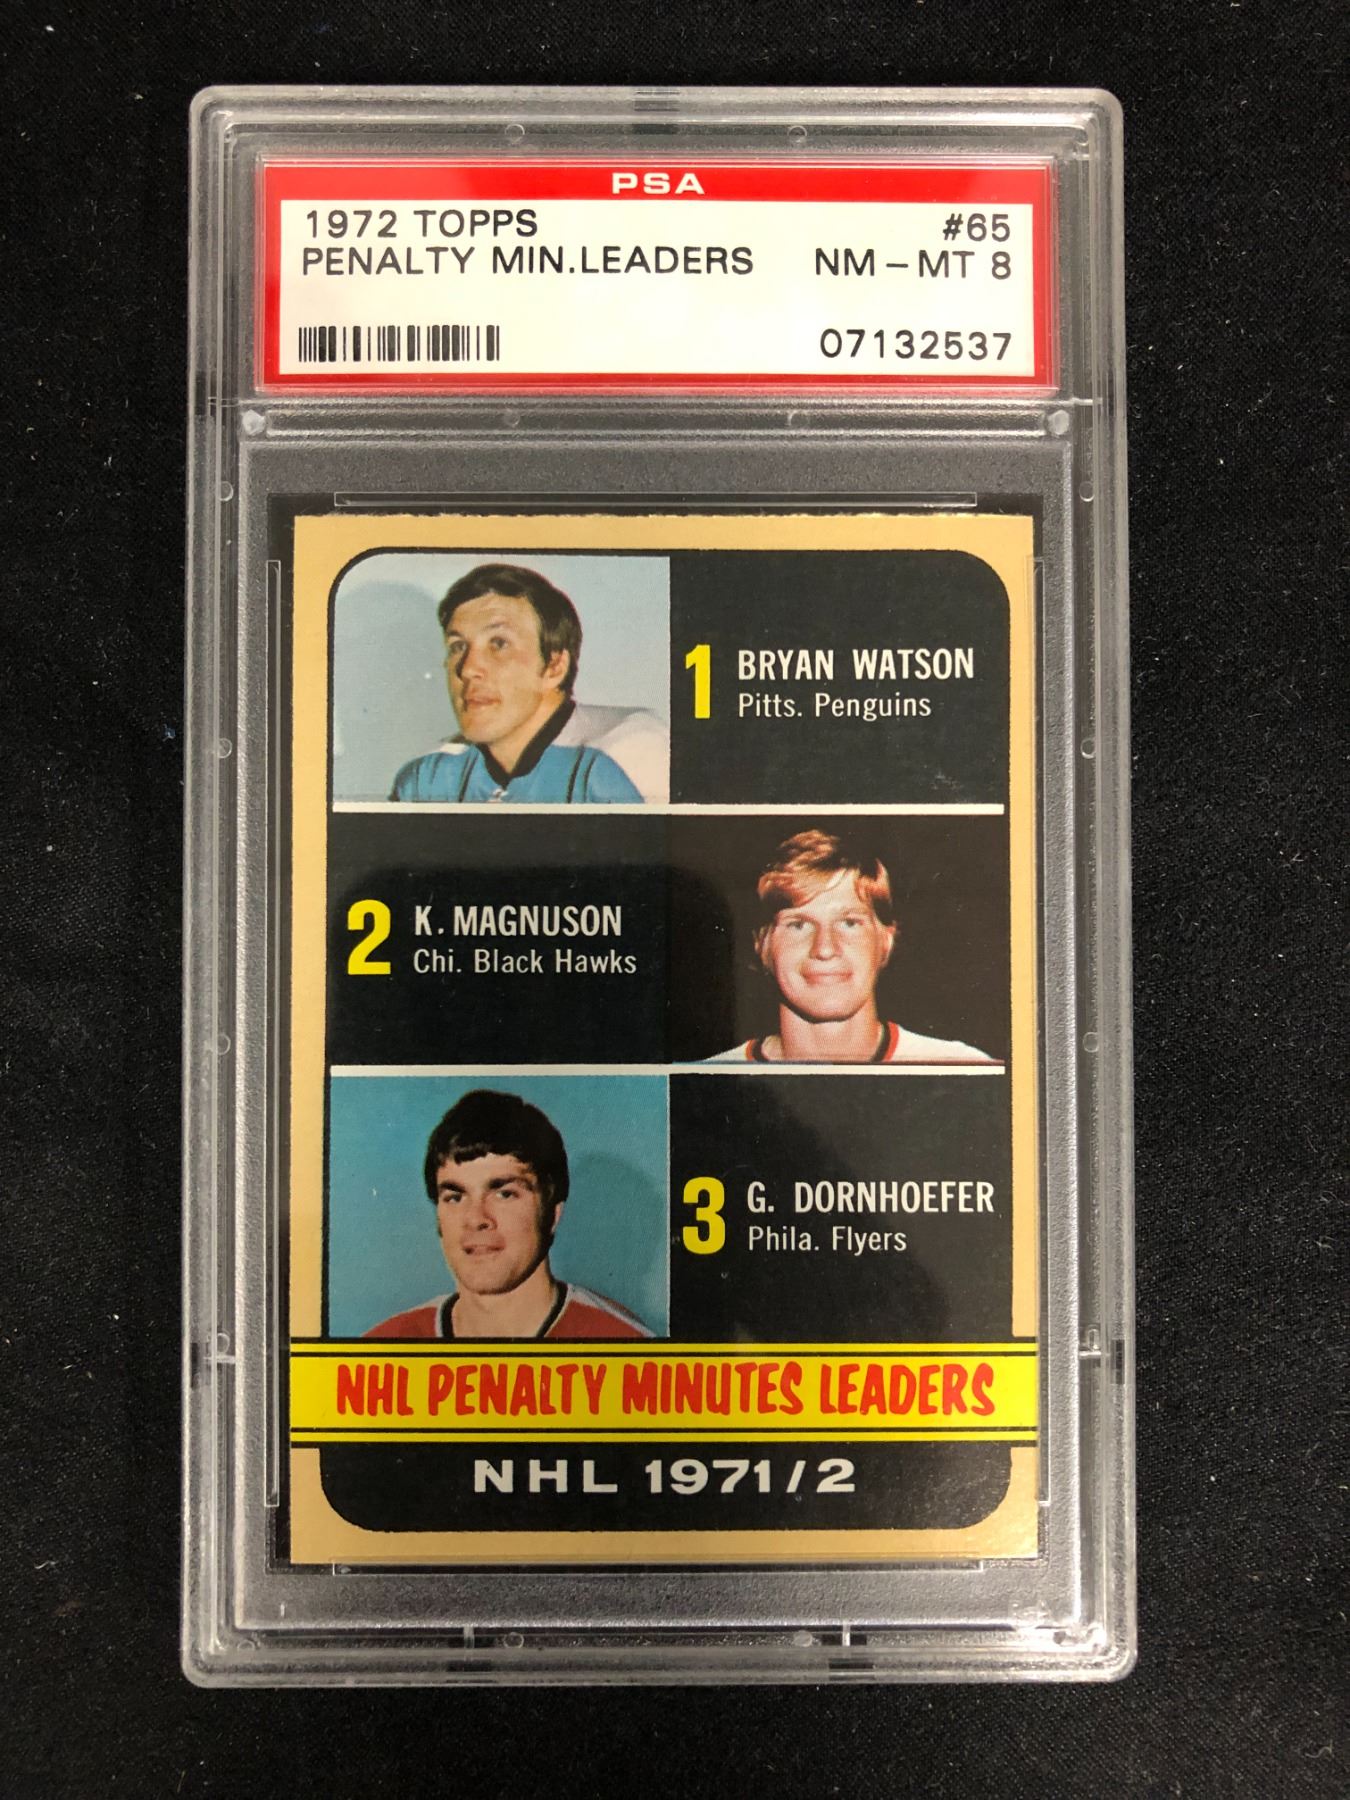 PSA
1972 TOPPS #65
PENALTY MIN.LEADERS NM-MT 8
07132537
1 BRYAN WATSON
Pitts. Penguins
2 K. MAGNUSON
Chi. Black Hawks
3 G. DORNHOEFER
Phila. Flyers
NHL PENALTY MINUTES LEADERS
NHL 1971/2